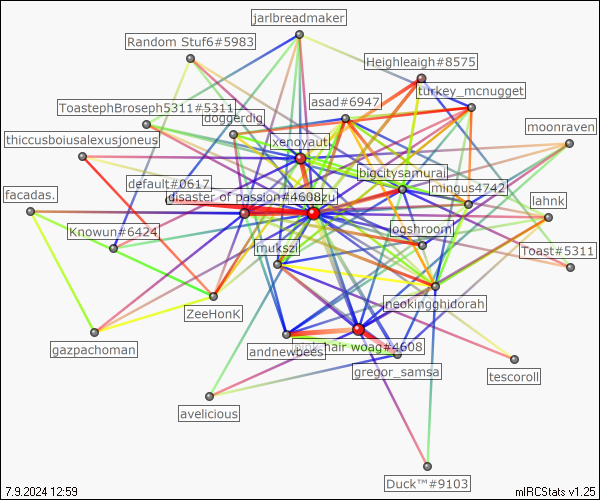 jarlbreadmaker
Random Stuf6#5983
Heighleaigh#8575
turkey_mcnugget
ToastephBroseph5311#5311
asad#6947
doggerdig
moonraven
thiccusboiusalexusjoneus
xenoyaut
bigcitysamurai
default#0617
mingus4742
facadas.
disaster of passion#4608
zu
lahnk
Knowun#6424
jooshroom
mukszi
Toast#5311
ZeeHonK
neokingghidorah
gazpachoman
andnewbees
hair woag#4608
gregor_samsa
tescoroll
avelicious
Duck™#9103
7.9.2024 12:59
mIRCStats v1.25